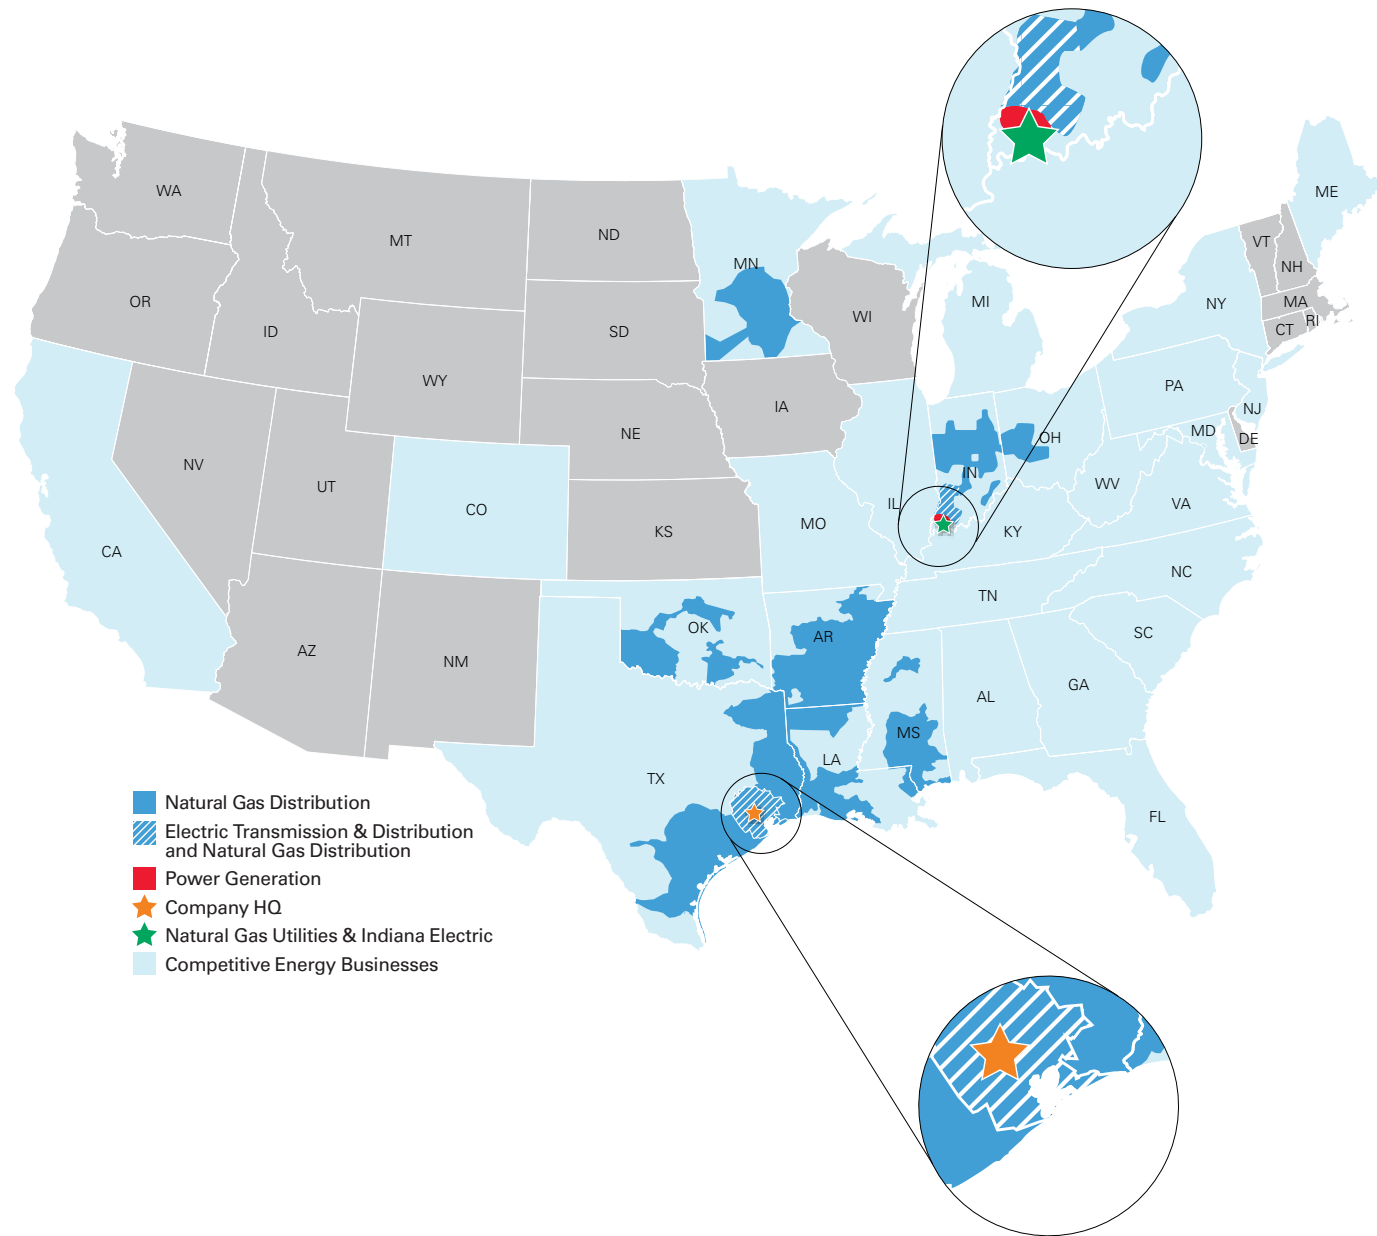 WA
MT
ND
MN
ME
VT
NH
OR
ID
SD
WI
MI
NY
MA
RI
CT
WY
IA
PA
NJ
NE
OH
MD
DE
NV
UT
CO
IN
IL
WV
VA
KS
MO
KY
CA
NC
TN
AZ
NM
OK
AR
SC
AL
GA
MS
LA
TX
FL
Natural Gas Distribution
Electric Transmission & Distribution
and Natural Gas Distribution
Power Generation
Company HQ
Natural Gas Utilities & Indiana Electric
Competitive Energy Businesses